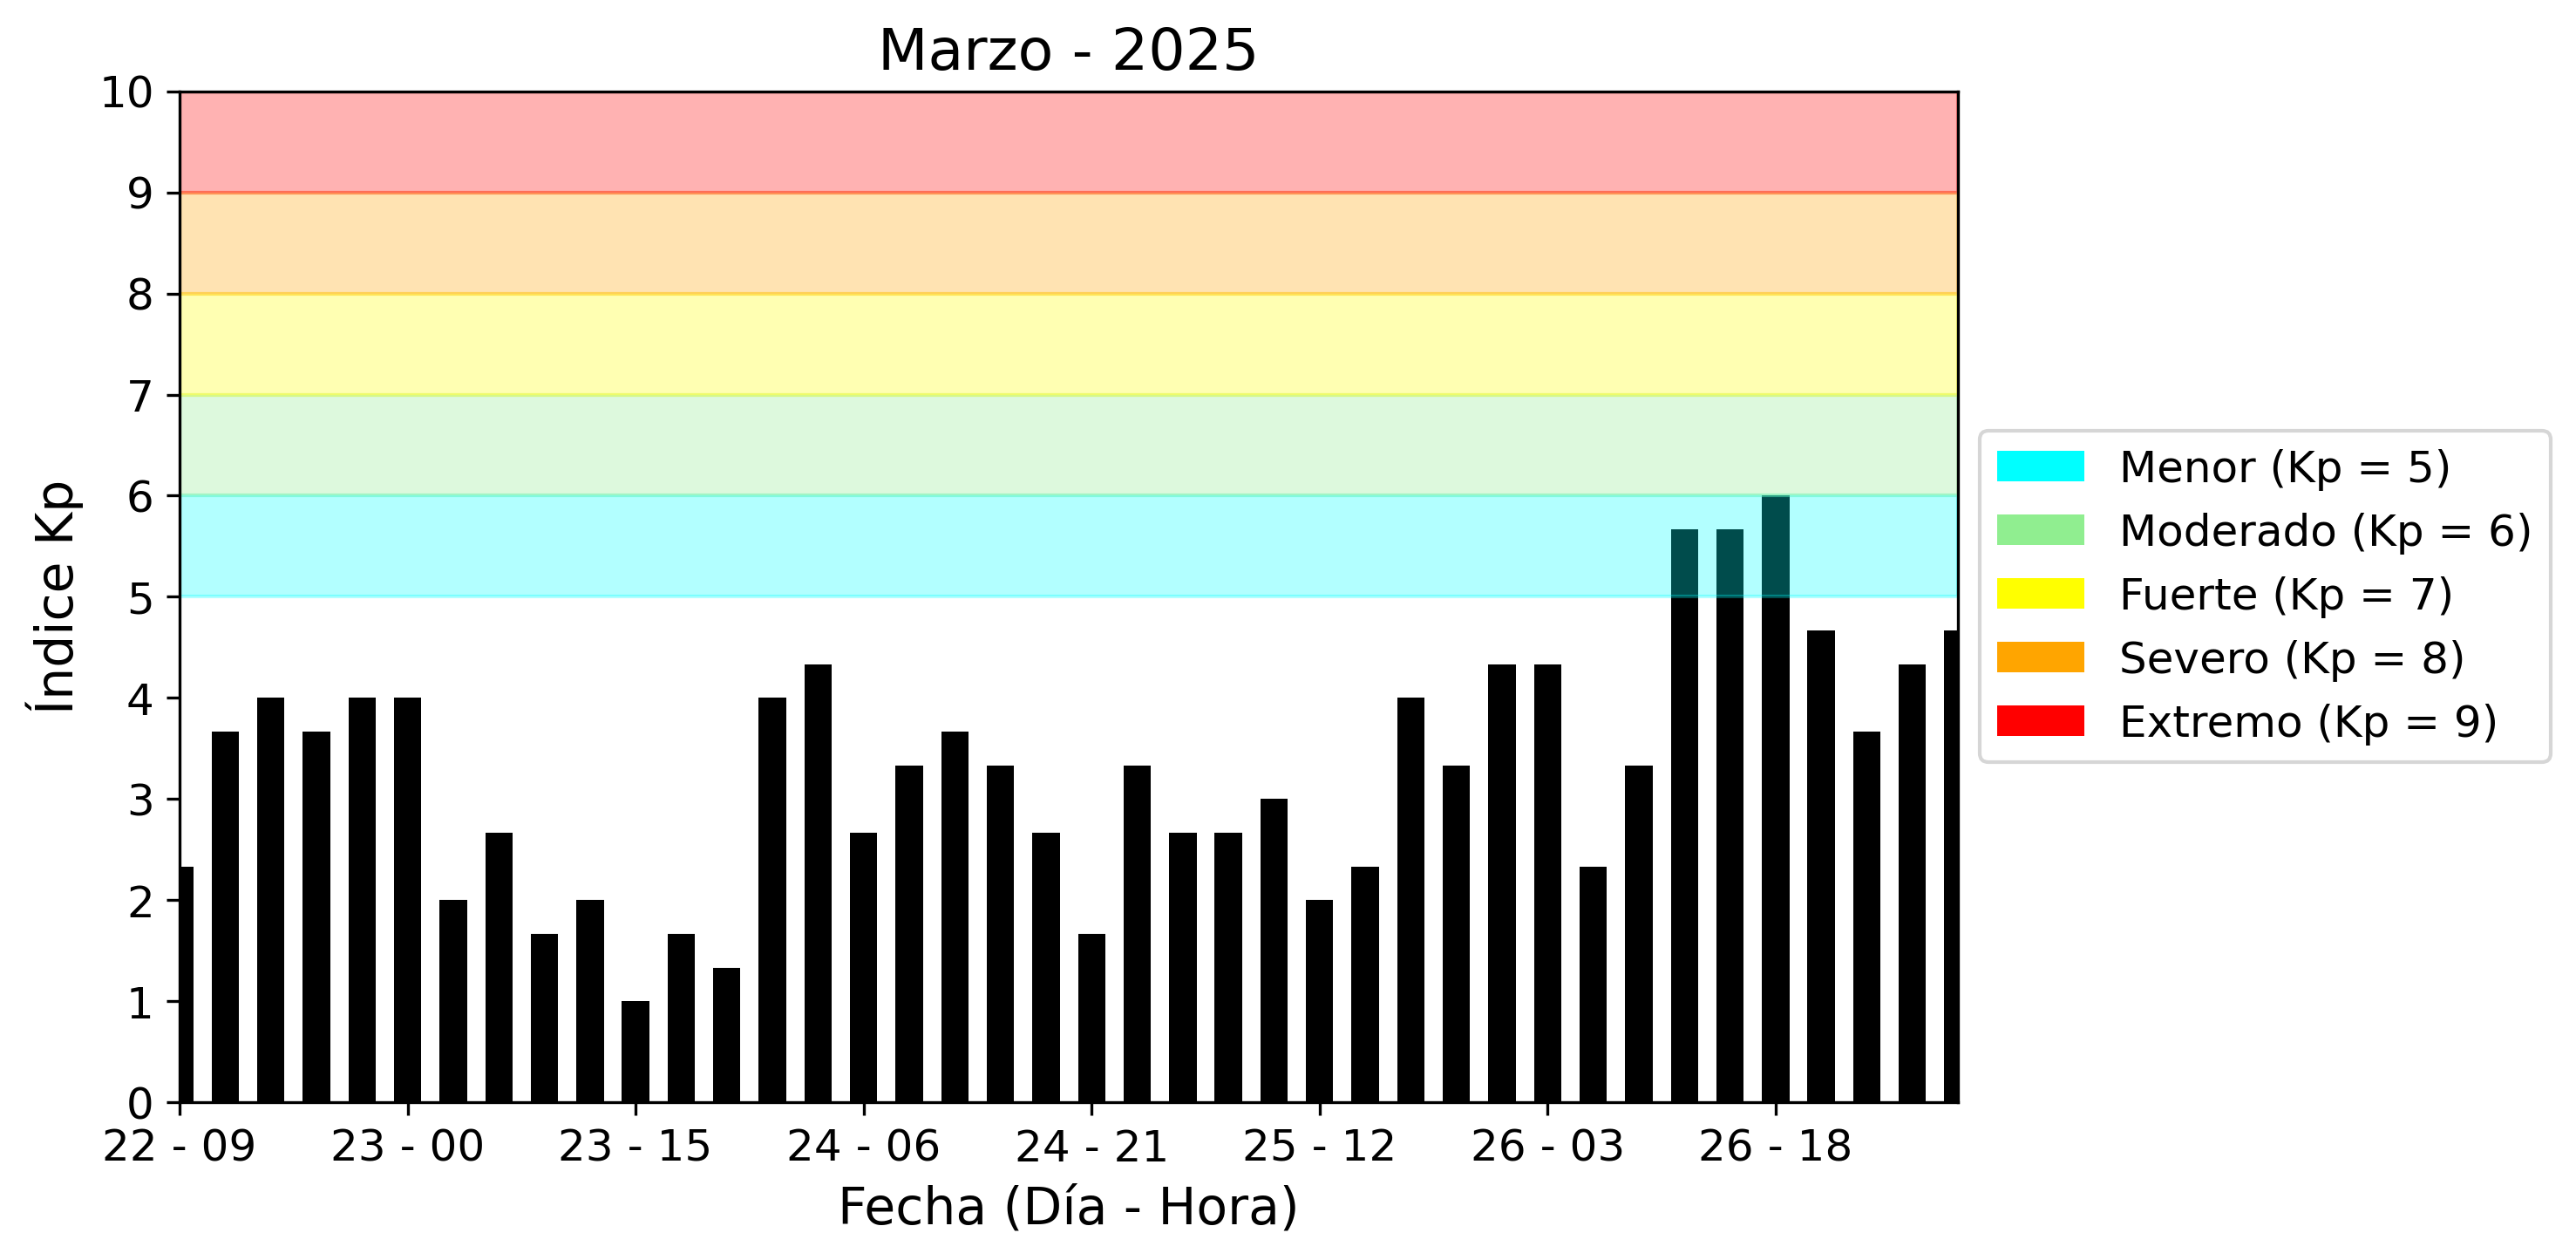 Marzo - 2025
10
9
8
7
6
5
4
3
2
1
0
Índice Kp
22 - 09
23 - 00
23 - 15
24 - 06
24 - 21
25 - 12
26 - 03
26 - 18
Fecha (Día - Hora)
Menor (Kp = 5)
Moderado (Kp = 6)
Fuerte (Kp = 7)
Severo (Kp = 8)
Extremo (Kp = 9)